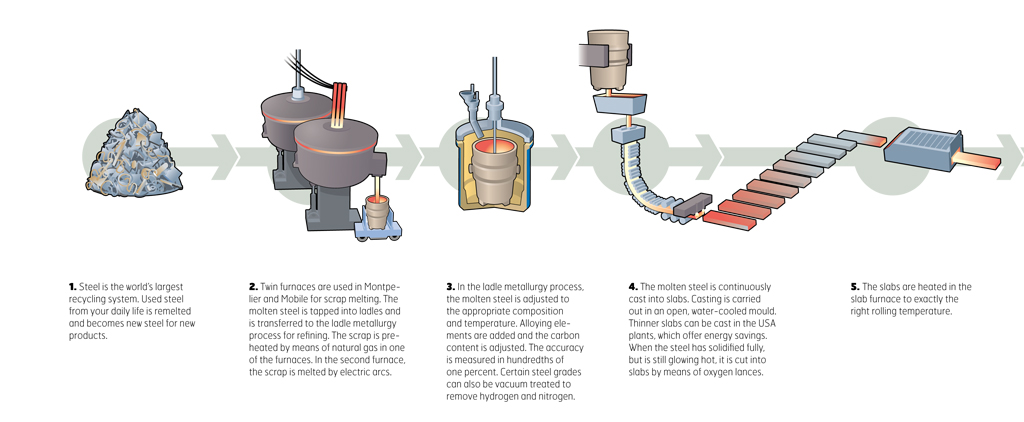 1. Steel is the world's largest
recycling system. Used steel
from your daily life is remelted
and becomes new steel for new
products.
2. Twin furnaces are used in Montpe-
lier and Mobile for scrap melting. The
molten steel is tapped into ladles and
is transferred to the ladle metallurgy
process for refining. The scrap is pre-
heated by means of natural gas in one
of the furnaces. In the second furnace,
the scrap is melted by electric arcs.
3. In the ladle metallurgy process,
the molten steel is adjusted to
the appropriate composition
and temperature. Alloying ele-
ments are added and the carbon
content is adjusted. The accuracy
is measured in hundredths of
one percent. Certain steel grades
can also be vacuum treated to
remove hydrogen and nitrogen.
4. The molten steel is continuously
cast into slabs. Casting is carried
out in an open, water-cooled mould.
Thinner slabs can be cast in the USA
plants, which offer energy savings.
When the steel has solidified fully,
but is still glowing hot, it is cut into
slabs by means of oxygen lances.
5. The slabs are heated in the
slab furnace to exactly the
right rolling temperature.